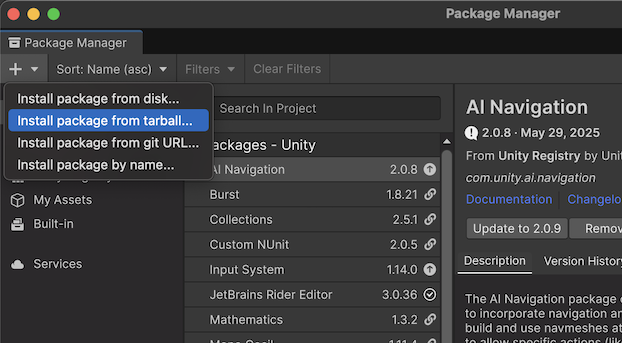 Package Manager
Package Manager
Sort: Name (asc)
Filters
Clear Filters
Install package from disk...
Install package from tarball...
Install package from git URL...
Install package by name...
My Assets
Built-in
Services
Search In Project
ackages - Unity
AI Navigation 2.0.8
Burst 1.8.21
Collections 2.5.1
Custom NUnit 2.0.5
Input System 1.14.0
JetBrains Rider Editor 3.0.36
Mathematics 1.3.2
AI Navigation
2.0.8 · May 29, 2025
From Unity Registry by Unit
com.unity.ai.navigation
Documentation Changelo
Update to 2.0.9 Remov
Description Version History
The AI Navigation package
to incorporate navigation an
build and use navmeshes at
to allow specific actions (lik